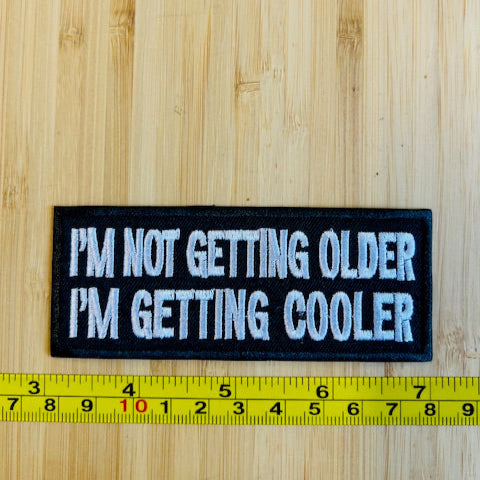 I'M NOT GETTING OLDER
I'M GETTING COOLER
3 4 5 6 7
7 8 9 10 1 2 3 4 5 6 7 8 9